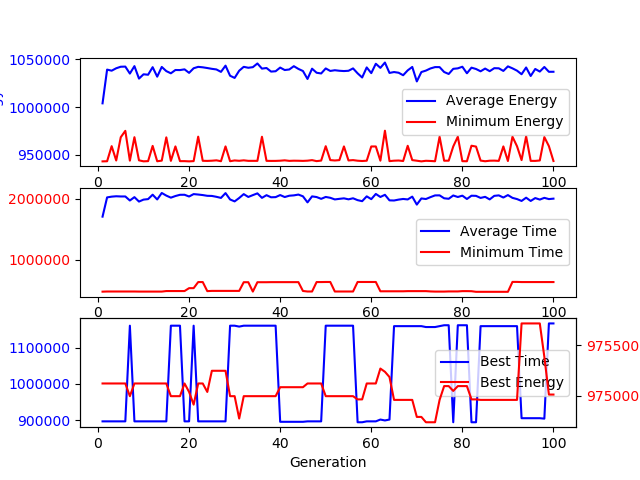 1050000
1000000
950000
Average Energy
Minimum Energy
0 20 40 60 80 100
2000000
1000000
Average Time
Minimum Time
0 20 40 60 80 100
1100000
1000000
900000
975500
975000
Best Time
Best Energy
0 20 40 60 80 100
Generation